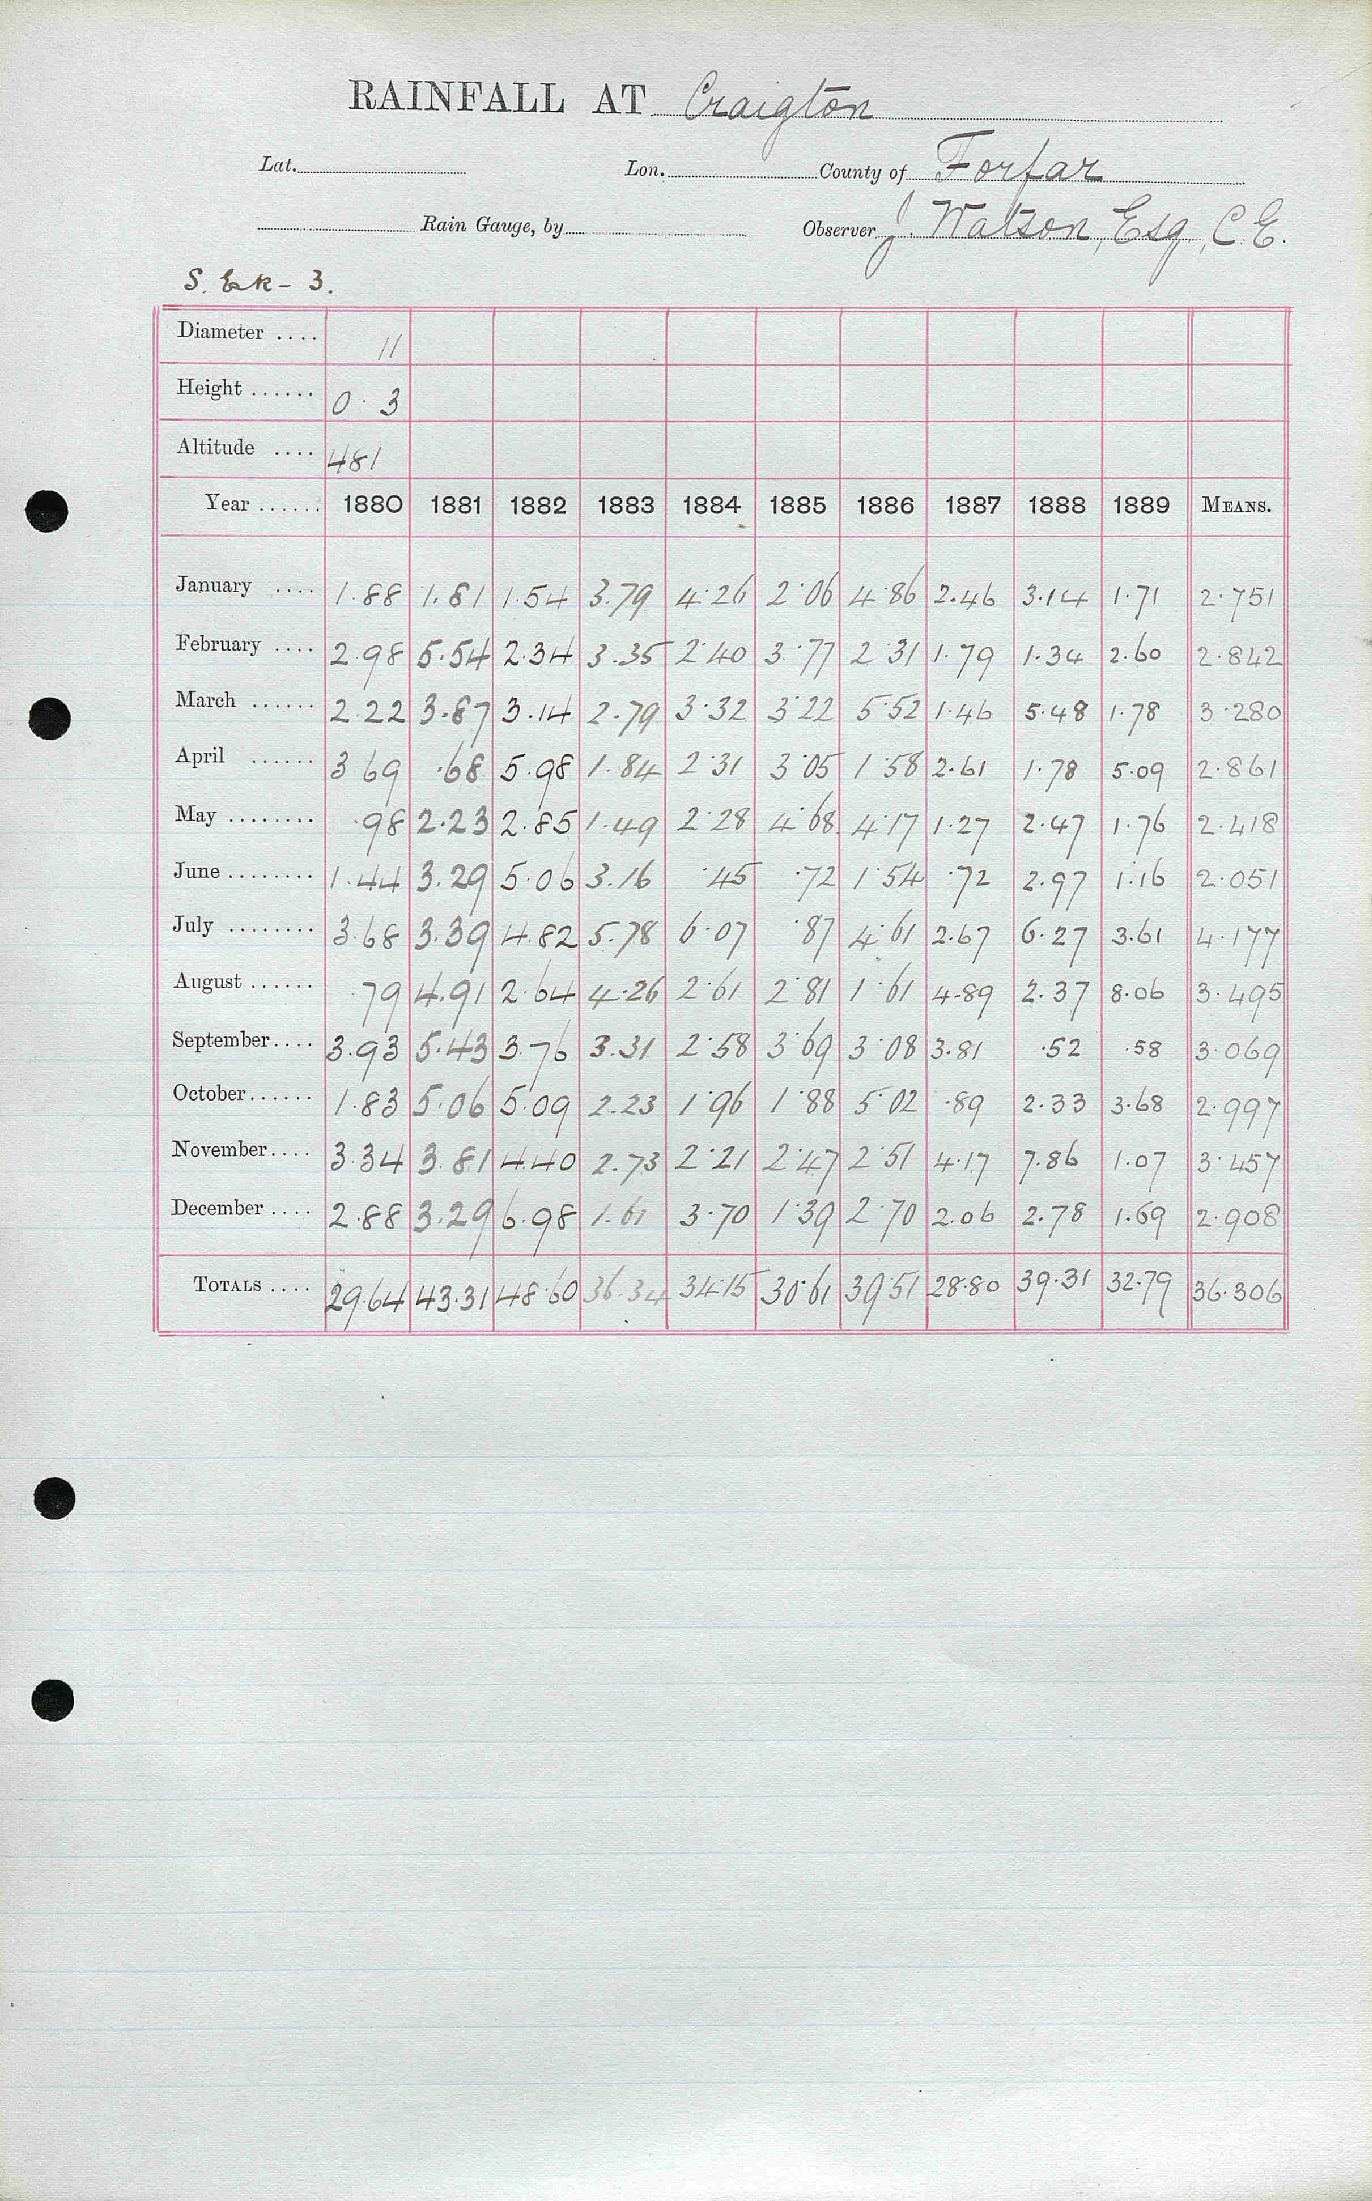 RAINFALL AT Craigton
Lat. Lon. County of Forfar
Rain Gauge, by Observer J. Watson, Esq, C.E.
S. Esk - 3.
Diameter .... 11
Height ...... 0 3
Altitude .... 481
Year ...... 1880 1881 1882 1883 1884 1885 1886 1887 1888 1889 MEANS.
January .... 1.88 1.81 1.54 3.79 4.26 2.06 4.86 2.46 3.14 1.71 2.751
February .... 2.98 5.54 2.34 3.35 2.40 3.77 2.31 1.79 1.34 2.60 2.842
March ...... 2.22 3.87 3.14 2.79 3.32 3.22 5.52 1.46 5.48 1.78 3.280
April ...... 3 69 .68 5.98 1.84 2.31 3.05 1.58 2.61 1.78 5.09 2.861
May ........ .98 2.23 2.85 1.49 2.28 4.68 4.17 1.27 2.47 1.76 2.418
June ........ 1.44 3.29 5.06 3.16 .45 .72 1.54 .72 2.97 1.16 2.051
July ........ 3.68 3.39 4.82 5.78 6.07 .87 4.61 2.67 6.27 3.61 4.177
August ...... 79 4.91 2.64 4.26 2.61 2.81 1.61 4.89 2.37 8.06 3.495
September .... 3.93 5.43 3.76 3.31 2.58 3.69 3.08 3.81 .52 .58 3.069
October ...... 1.83 5.06 5.09 2.23 1.96 1.88 5.02 .89 2.33 3.68 2.997
November .... 3.34 3.81 4.40 2.73 2.21 2.47 2.51 4.17 7.86 1.07 3.457
December .... 2.88 3.29 6.98 1.61 3.70 1.39 2.70 2.06 2.78 1.69 2.908
TOTALS .... 29.64 43.31 48.60 36.34 34.15 30.61 39.51 28.80 39.31 32.79 36.306